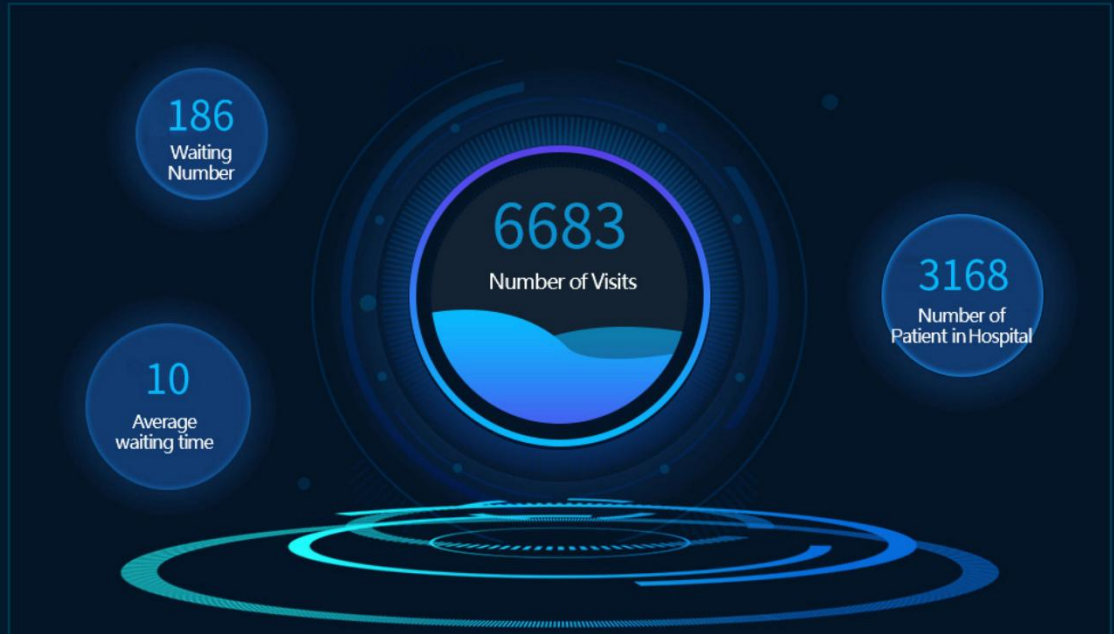 186
Waiting
Number
6683
Number of Visits
3168
Number of
Patient in Hospital
10
Average
waiting time